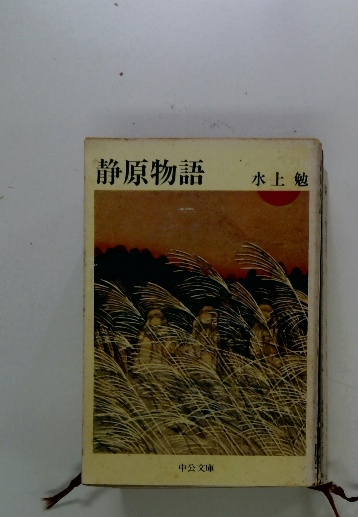 静原物語
水上 勉
中公文庫